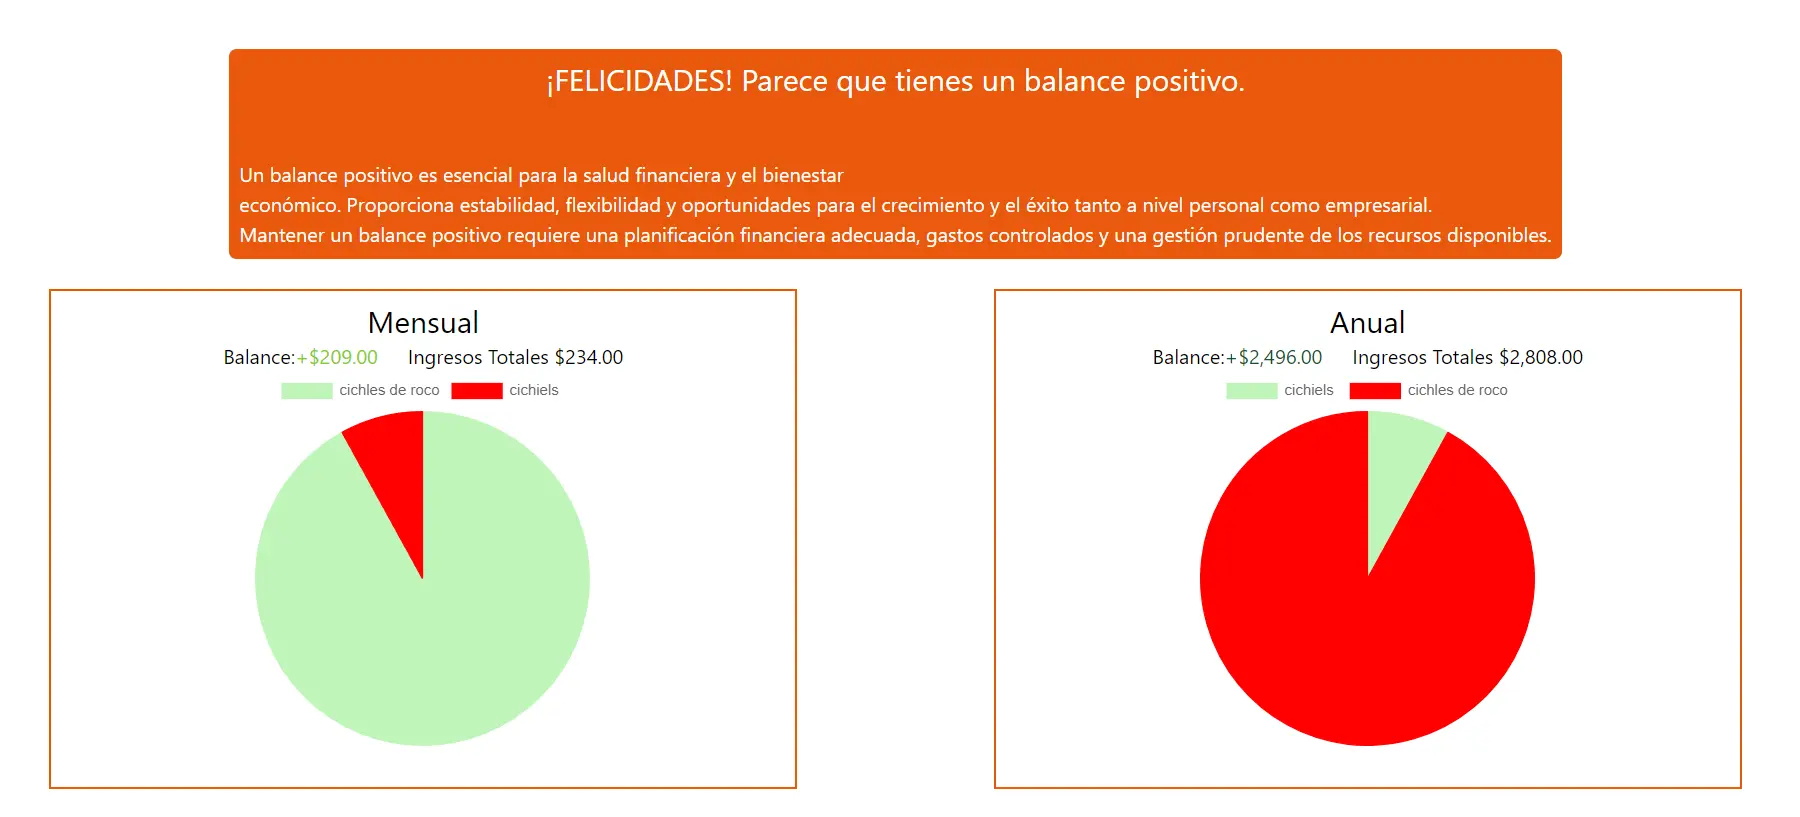 ¡FELICIDADES! Parece que tienes un balance positivo.
Un balance positivo es esencial para la salud financiera y el bienestar
económico. Proporciona estabilidad, flexibilidad y oportunidades para el crecimiento y el éxito tanto a nivel personal como empresarial.
Mantener un balance positivo requiere una planificación financiera adecuada, gastos controlados y una gestión prudente de los recursos disponibles.
Mensual
Balance:+$209.00 Ingresos Totales $234.00
cichles de roco cichiels
Anual
Balance:+$2,496.00 Ingresos Totales $2,808.00
cichiels cichles de roco